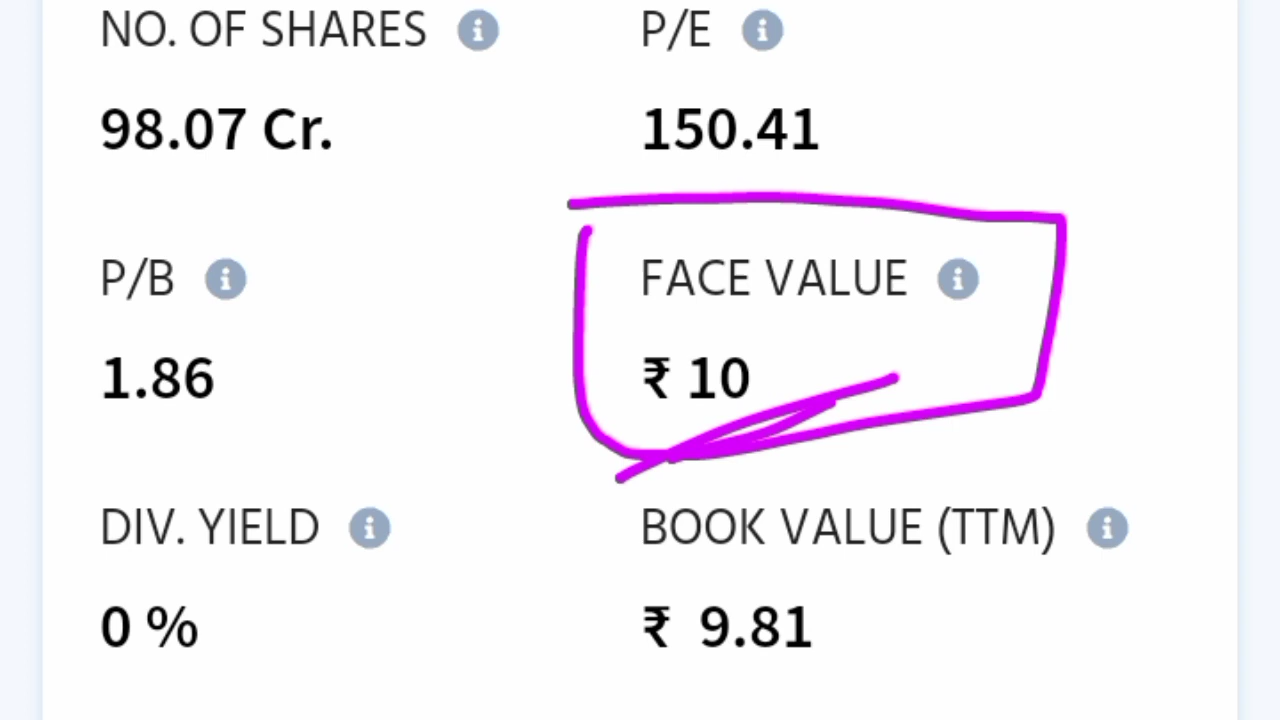 NO. OF SHARES P/E
98.07 Cr. 150.41
P/B FACE VALUE
1.86 ₹ 10
DIV. YIELD BOOK VALUE (TTM)
0 % ₹ 9.81